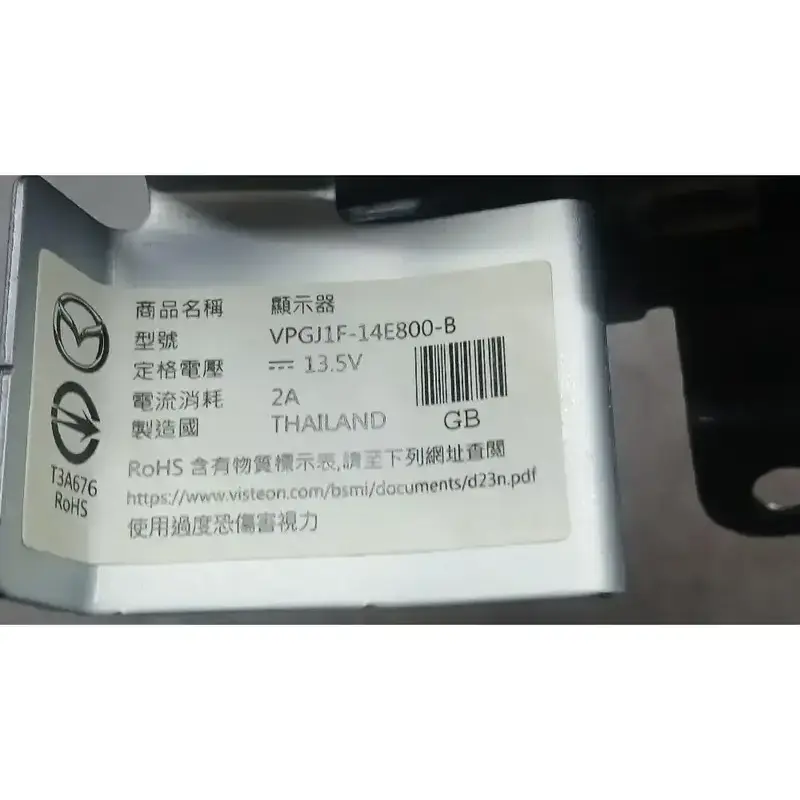 商品名稱 顯示器
型號 VPGJ1F-14E800-B
定格電壓 ⎓ 13.5V
電流消耗 2A
製造國 THAILAND
GB
T3A676
RoHS
RoHS 含有物質標示表,請至下列網址查閱
https://www.visteon.com/bsmi/documents/d23n.pdf
使用過度恐傷害視力